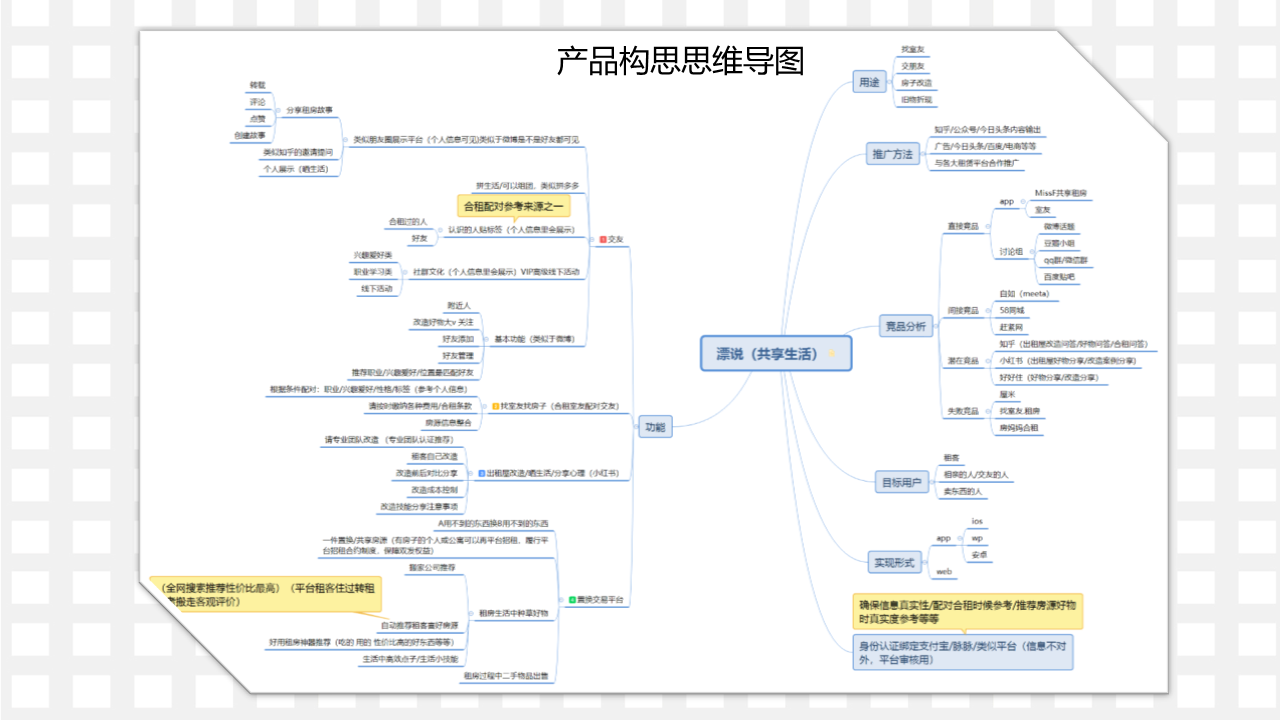 产品构思思维导图
漂说（共享生活）
用途
找室友
交朋友
房子改造
旧物折现
推广方法
知乎/公众号/今日头条内容输出
广告/今日头条/百度/电商等等
与各大租赁平台合作推广
竞品分析
直接竞品
app
MissF共享租房
室友
讨论组
微博话题
豆瓣小组
qq群/微信群
百度贴吧
间接竞品
自如（meeta）
58同城
赶集网
潜在竞品
知乎（出租屋改造问答/好物问答/合租问答）
小红书（出租屋好物分享/改造案例分享）
好好住（好物分享/改造分享）
失败竞品
厘米
找室友.租房
房妈妈合租
目标用户
租客
相亲的人/交友的人
卖东西的人
实现形式
app
ios
wp
安卓
web
确保信息真实性/配对合租时候参考/推荐房源好物
时真实度参考等等
身份认证绑定支付宝/脉脉/类似平台（信息不对
外，平台审核用）
功能
交友
类似朋友圈展示平台（个人信息可见)类似于微博是不是好友都可见
分享租房故事
转载
评论
点赞
创建故事
类似知乎的邀请提问
个人展示（晒生活）
拼生活/可以组团，类似拼多多
合租配对参考来源之一
认识的人贴标签（个人信息里会展示）
合租过的人
好友
社群文化（个人信息里会展示）VIP高级线下活动
兴趣爱好类
职业学习类
线下活动
基本功能（类似于微博）
附近人
改造好物大v 关注
好友添加
好友管理
推荐职业/兴趣爱好/位置最匹配好友
找室友找房子（合租室友配对交友）
根据条件配对：职业/兴趣爱好/性格/标签（参考个人信息）
请按时缴纳各种费用/合租条款
房源信息整合
出租屋改造/晒生活/分享心理（小红书）
请专业团队改造 （专业团队认证推荐）
租客自己改造
改造前后对比分享
改造成本控制
改造技能分享注意事项
置换交易平台
A用不到的东西换B用不到的东西
一件置换/共享房源（有房子的个人或公寓可以再平台招租，履行平
台招租合约制度，保障双发权益）
租房生活中种草好物
搬家公司推荐
（全网搜索推荐性价比最高）（平台租客住过转租
搬走客观评价）
自动推荐租客喜好房源
好用租房神器推荐（吃的 用的 性价比高的好东西等等）
生活中高效点子/生活小技能
租房过程中二手物品出售